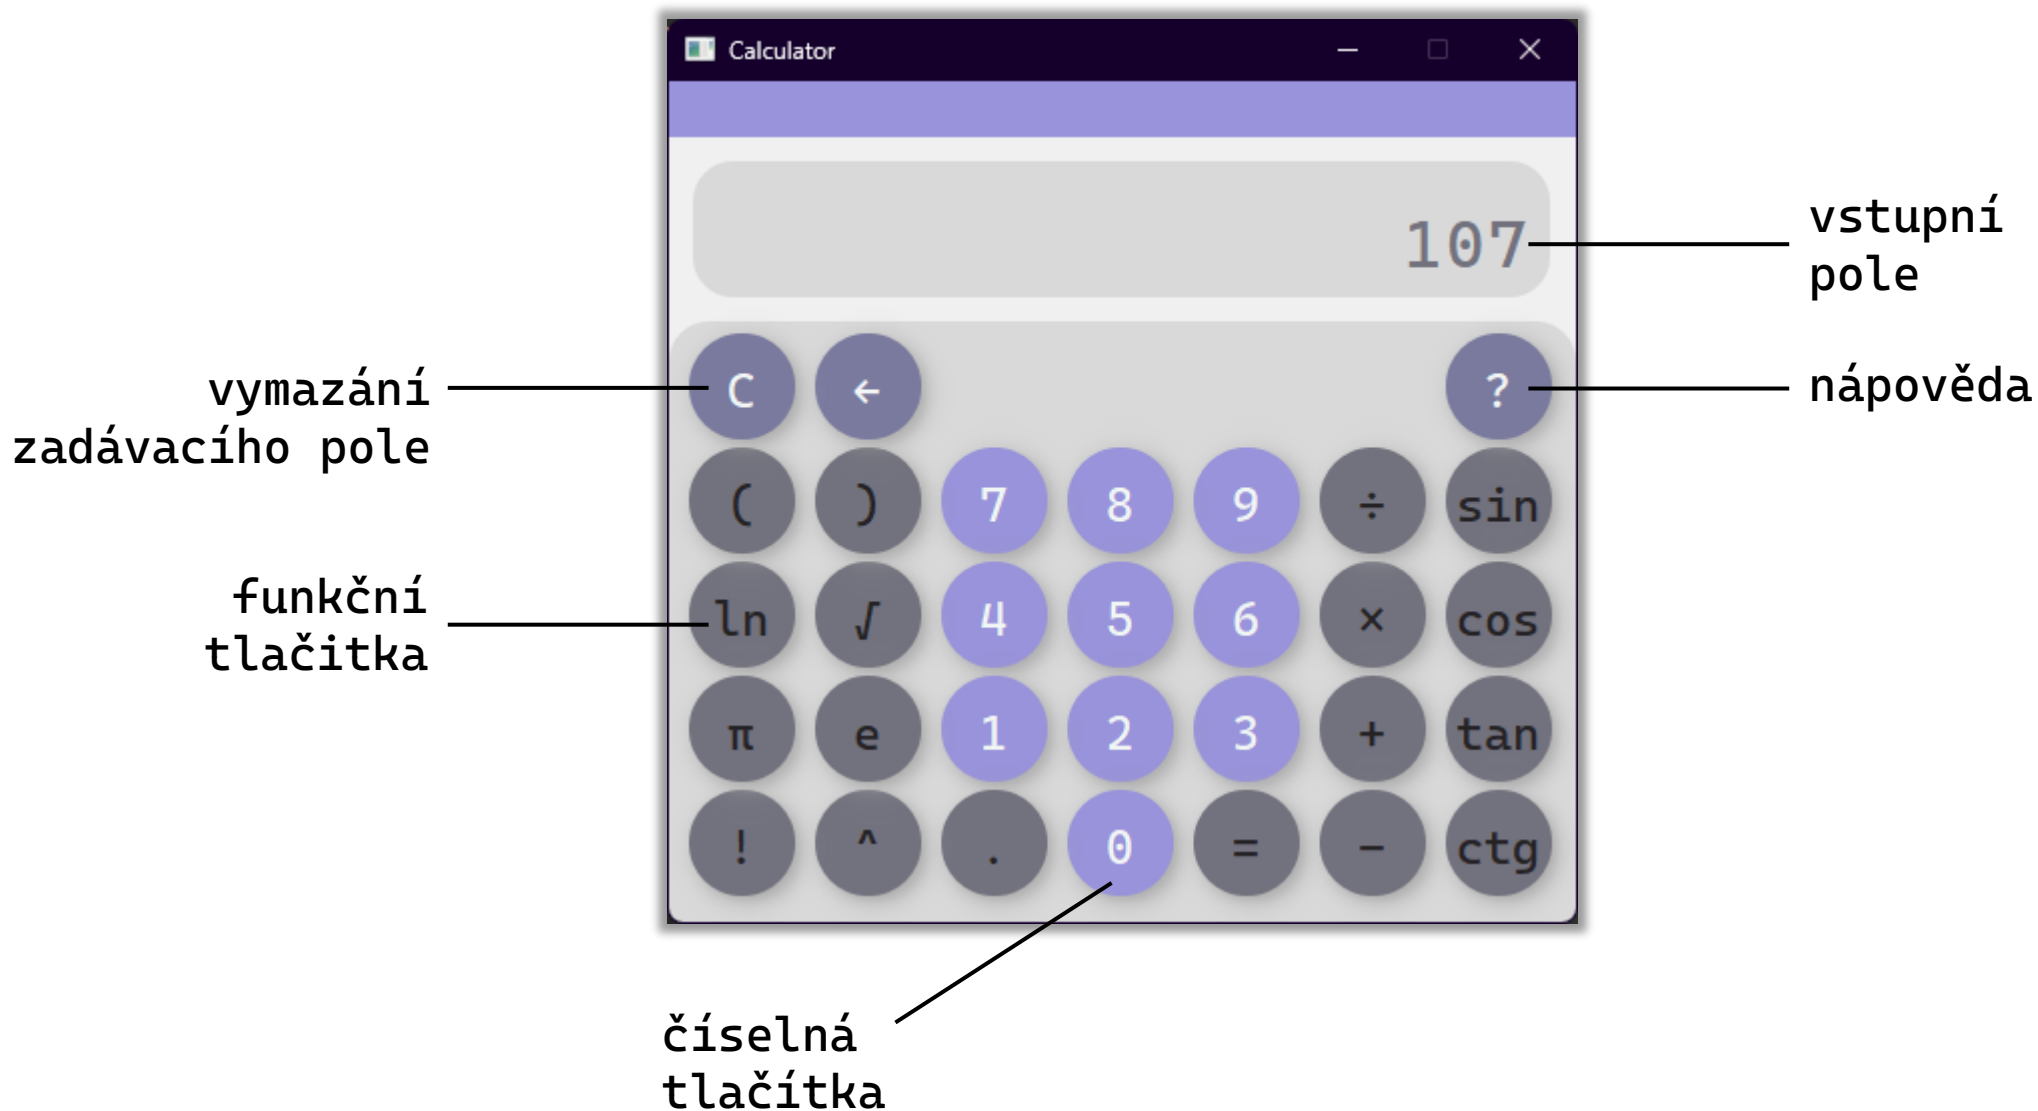 Calculator
107
vstupní
pole
vymazání
zadávacího pole
C ← ?
nápověda
( ) 7 8 9 ÷ sin
funkční
tlačitka
ln √ 4 5 6 × cos
π e 1 2 3 + tan
! ^ . 0 = − ctg
číselná
tlačítka